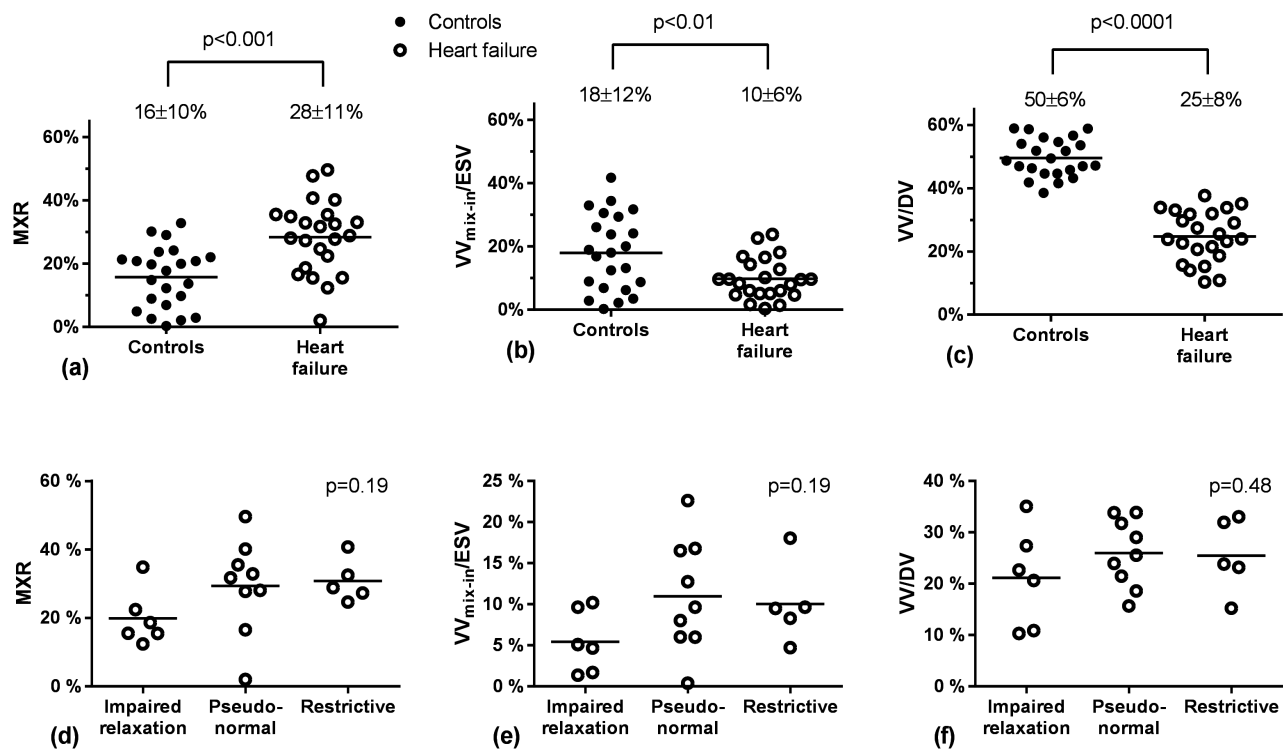 p<0.001
Controls
Heart failure
p<0.01
p<0.0001
16±10%
28±11%
MXR
60%
40%
20%
0%
Controls
Heart
failure
(a)
18±12%
10±6%
VVmix-in/ESV
60%
40%
20%
0%
Controls
Heart
failure
(b)
50±6%
25±8%
VV/DV
60%
40%
20%
0%
Controls
Heart
failure
(c)
p=0.19
MXR
60 %
40 %
20 %
0 %
Impaired
relaxation
Pseudo-
normal
Restrictive
(d)
p=0.19
VVmix-in/ESV
25 %
20 %
15 %
10 %
5 %
0 %
Impaired
relaxation
Pseudo-
normal
Restrictive
(e)
p=0.48
VV/DV
40 %
30 %
20 %
10 %
0 %
Impaired
relaxation
Pseudo-
normal
Restrictive
(f)